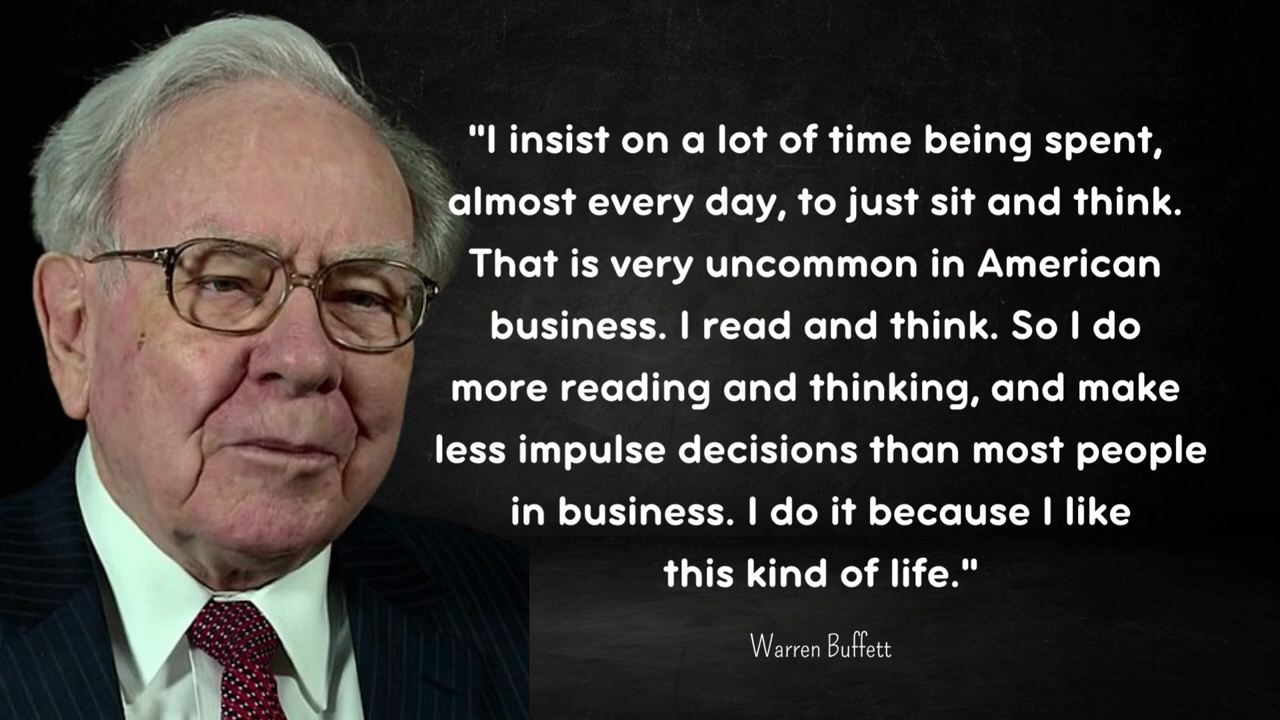 "I insist on a lot of time being spent,
almost every day, to just sit and think.
That is very uncommon in American
business. I read and think. So I do
more reading and thinking, and make
less impulse decisions than most people
in business. I do it because I like
this kind of life."
Warren Buffett